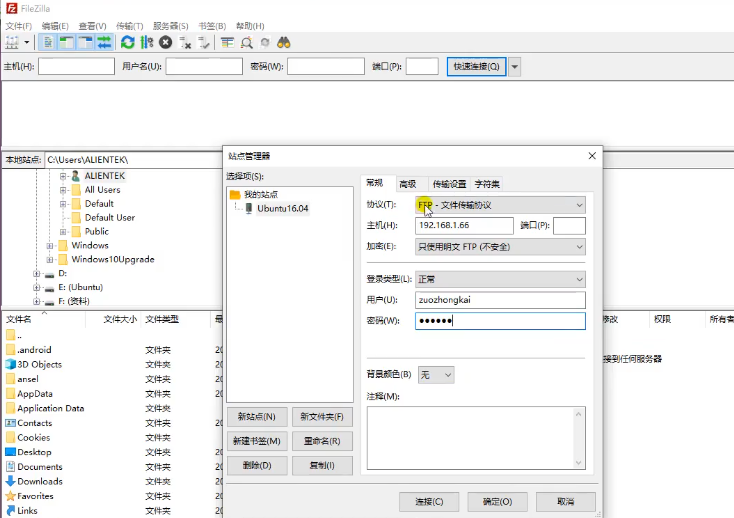 FileZilla
文件(F) 编辑(E) 查看(V) 传输(T) 服务器(S) 书签(B) 帮助(H)
主机(H): 用户名(U): 密码(W): 端口(P): 快速连接(Q)
本地站点: C:\Users\ALIENTEK\
ALIENTEK
All Users
Default
Default User
Public
Windows
Windows10Upgrade
D:
E: (Ubuntu)
F: (资料)
文件名 文件大小 文件类型 最
..
.android 文件夹 20
3D Objects 文件夹 20
ansel 文件夹 20
AppData 文件夹 20
Application Data 文件夹
Contacts 文件夹 20
Cookies 文件夹
Desktop 文件夹 20
Documents 文件夹 20
Downloads 文件夹 20
Favorites 文件夹 20
Links 文件夹 20
站点管理器
选择项(S):
我的站点
Ubuntu16.04
新站点(N) 新文件夹(F)
新建书签(M) 重命名(R)
删除(D) 复制(I)
常规 高级 传输设置 字符集
协议(T): FTP - 文件传输协议
主机(H): 192.168.1.66 端口(P):
加密(E): 只使用明文 FTP (不安全)
登录类型(L): 正常
用户(U): zuozhongkai
密码(W): ●●●●●●
背景颜色(B) 无
注释(M):
连接(C) 确定(O) 取消
修改 权限 所有者
接到任何服务器